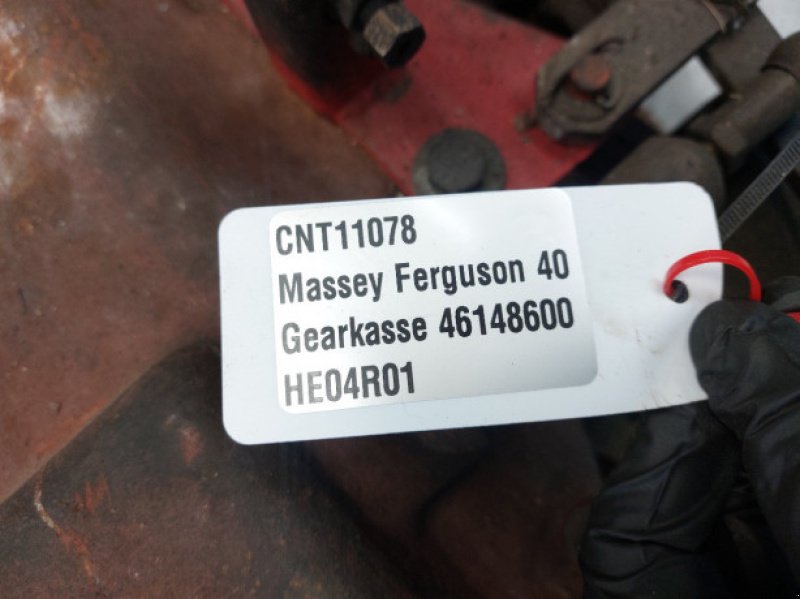 CNT11078
Massey Ferguson 40
Gearkasse 46148600
HE04R01